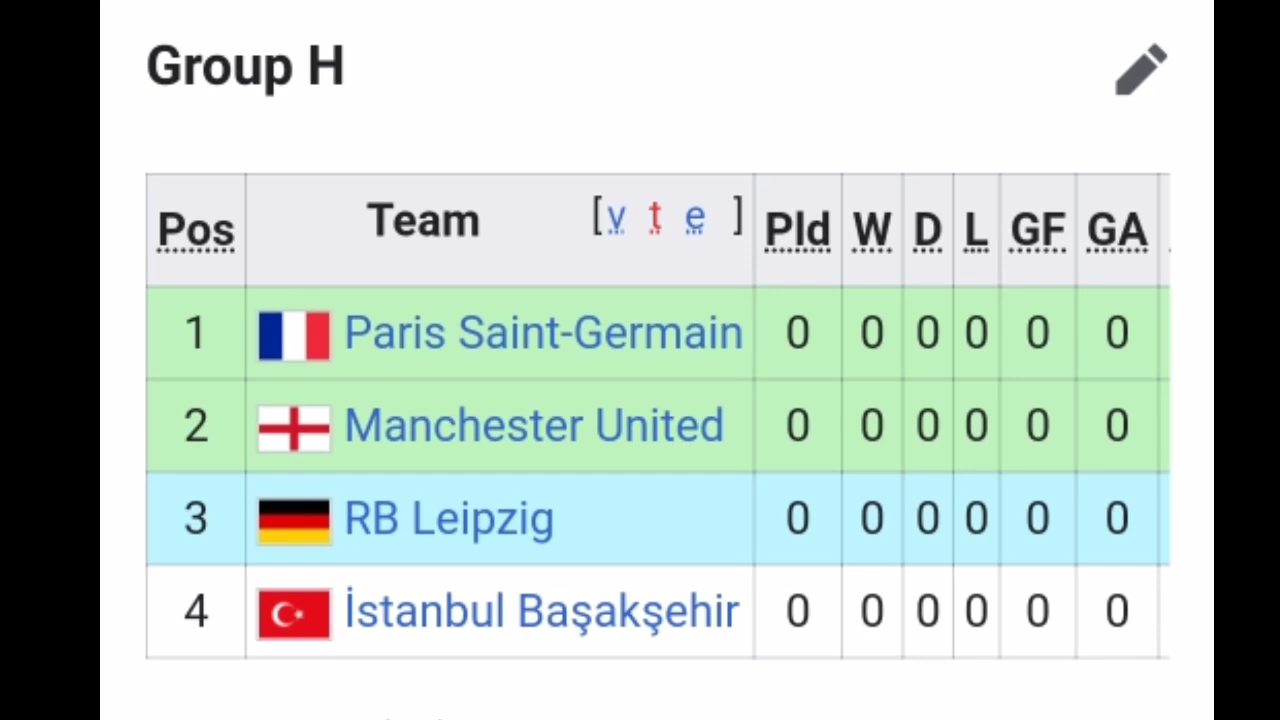 Group H
Pos Team [v t e ] Pld W D L GF GA
1 Paris Saint-Germain 0 0 0 0 0 0
2 Manchester United 0 0 0 0 0 0
3 RB Leipzig 0 0 0 0 0 0
4 İstanbul Başakşehir 0 0 0 0 0 0